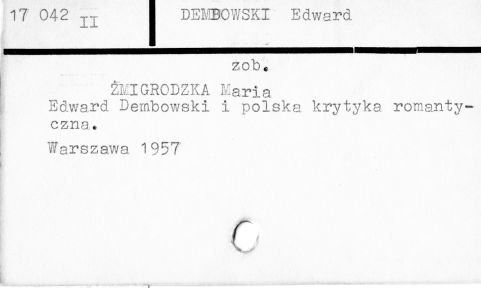 17 042 II DEMBOWSKI Edward
zob.
ŻMIGRODZKA Maria
Edward Dembowski i polska krytyka romanty-
czna.
Warszawa 1957